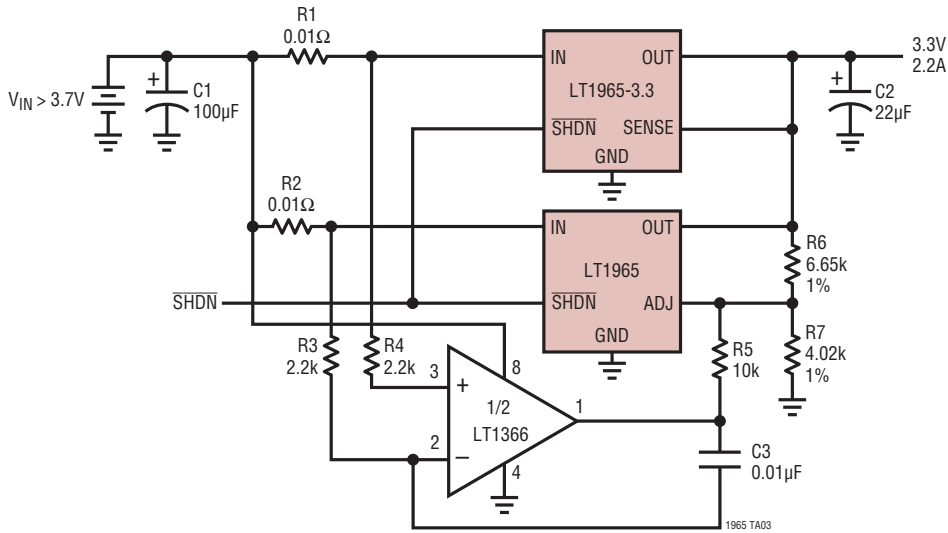 R1
0.01Ω
3.3V
2.2A
IN
OUT
LT1965-3.3
SHDN
SENSE
GND
VIN > 3.7V
+
C1
100µF
+
C2
22µF
R2
0.01Ω
IN
OUT
LT1965
SHDN
SHDN
ADJ
GND
R6
6.65k
1%
R7
4.02k
1%
R3
2.2k
R4
2.2k
R5
10k
3
+
8
1/2
LT1366
1
2
–
4
C3
0.01µF
1965 TA03